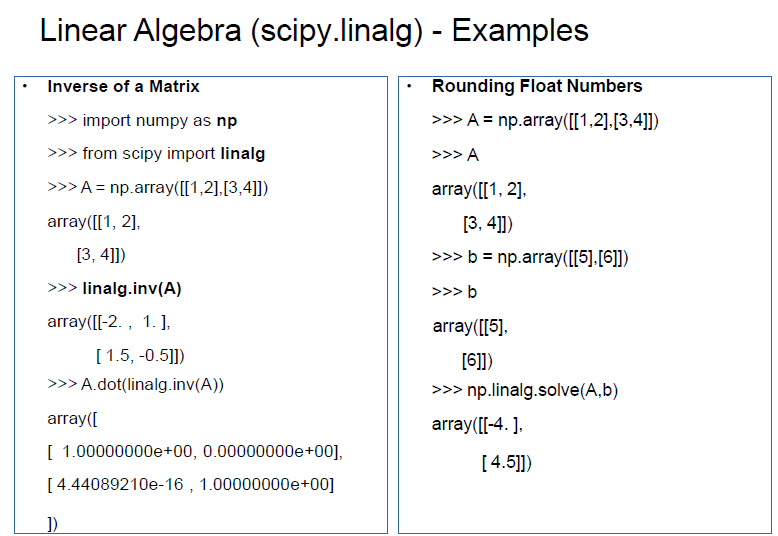 Linear Algebra (scipy.linalg) - Examples
• Inverse of a Matrix
>>> import numpy as np
>>> from scipy import linalg
>>> A = np.array([[1,2],[3,4]])
array([[1, 2],
[3, 4]])
>>> linalg.inv(A)
array([[-2. , 1. ],
[ 1.5, -0.5]])
>>> A.dot(linalg.inv(A))
array([
[ 1.00000000e+00, 0.00000000e+00],
[ 4.44089210e-16 , 1.00000000e+00]
])
• Rounding Float Numbers
>>> A = np.array([[1,2],[3,4]])
>>> A
array([[1, 2],
[3, 4]])
>>> b = np.array([[5],[6]])
>>> b
array([[5],
[6]])
>>> np.linalg.solve(A,b)
array([[-4. ],
[ 4.5]])